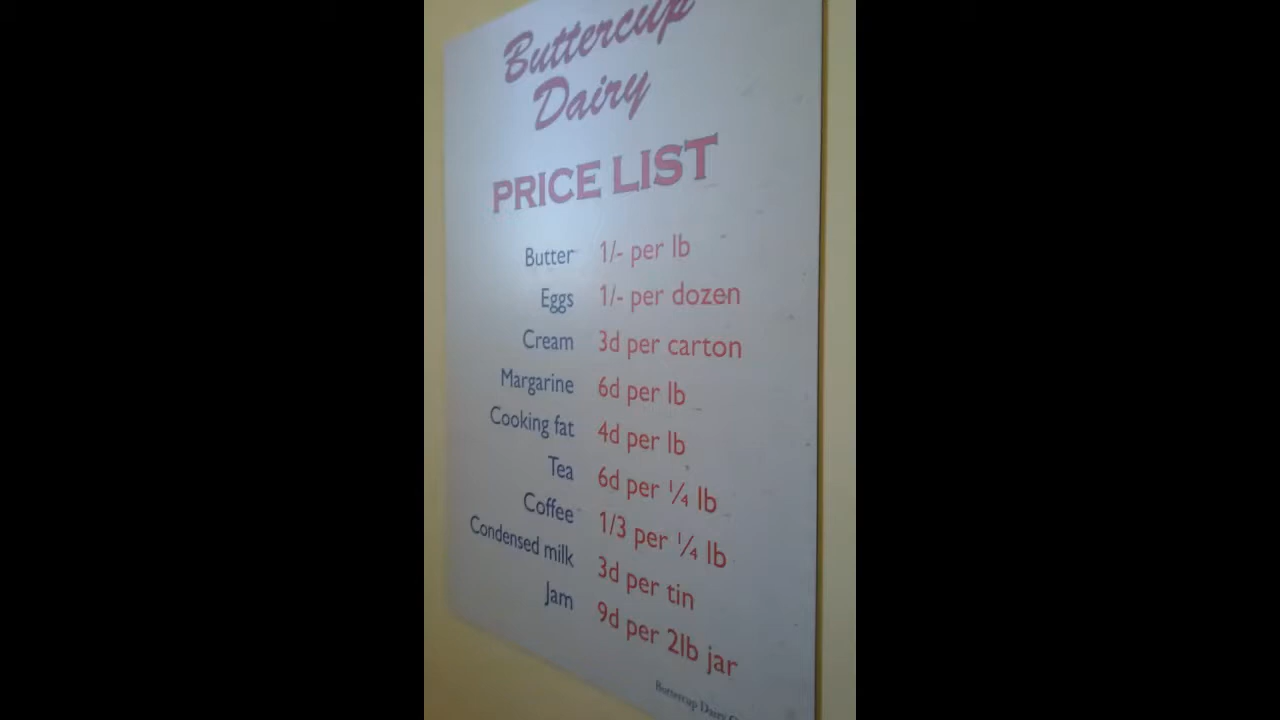 Buttercup
Dairy
PRICE LIST
Butter 1/- per lb
Eggs 1/- per dozen
Cream 3d per carton
Margarine 6d per lb
Cooking fat 4d per lb
Tea 6d per ¼ lb
Coffee 1/3 per ¼ lb
Condensed milk 3d per tin
Jam 9d per 2lb jar
Buttercup Dairy